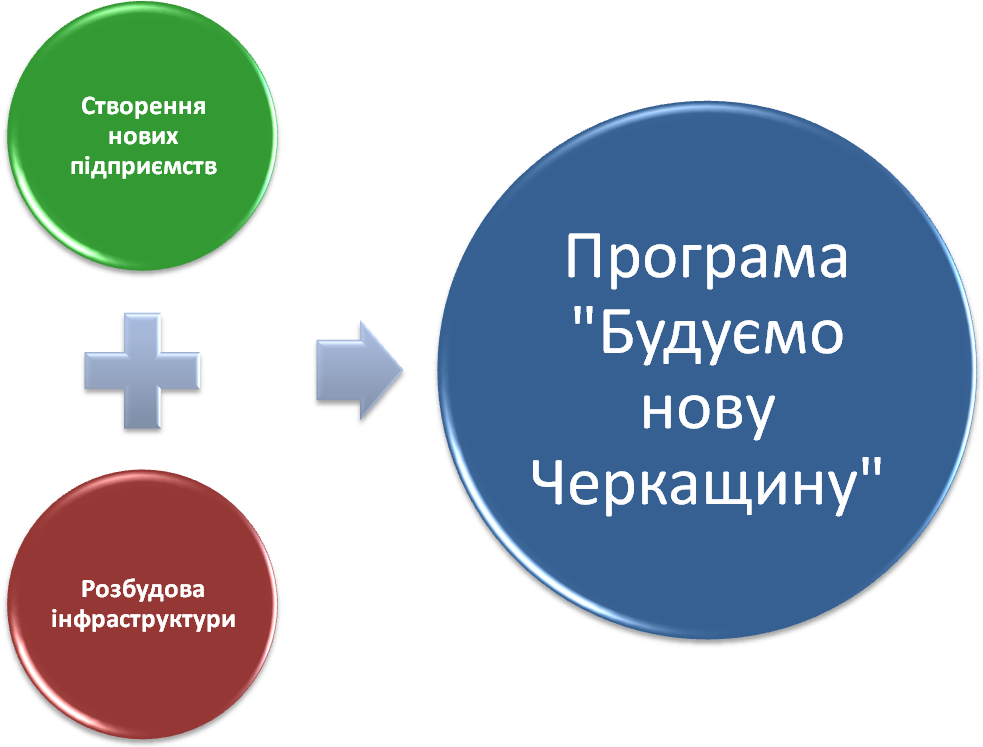 Створення
нових
підприємств
Розбудова
інфраструктури
Програма
"Будуємо
нову
Черкащину"